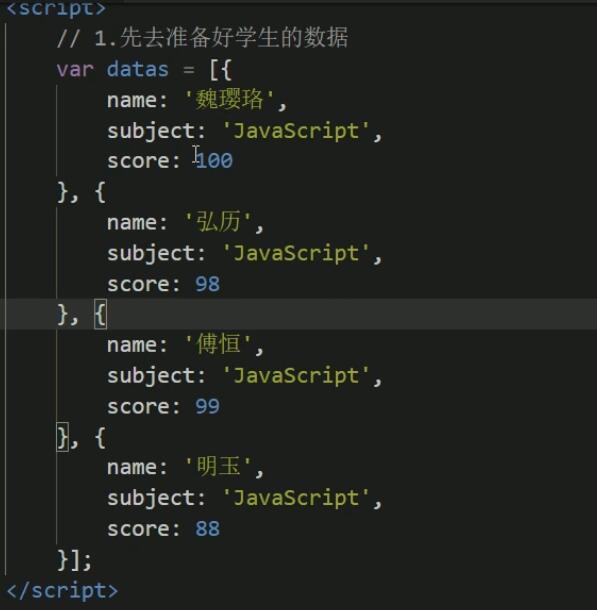 <script>
// 1.先去准备好学生的数据
var datas = [{
name: '魏璎珞',
subject: 'JavaScript',
score: 100
}, {
name: '弘历',
subject: 'JavaScript',
score: 98
}, {
name: '傅恒',
subject: 'JavaScript',
score: 99
}, {
name: '明玉',
subject: 'JavaScript',
score: 88
}];
</script>